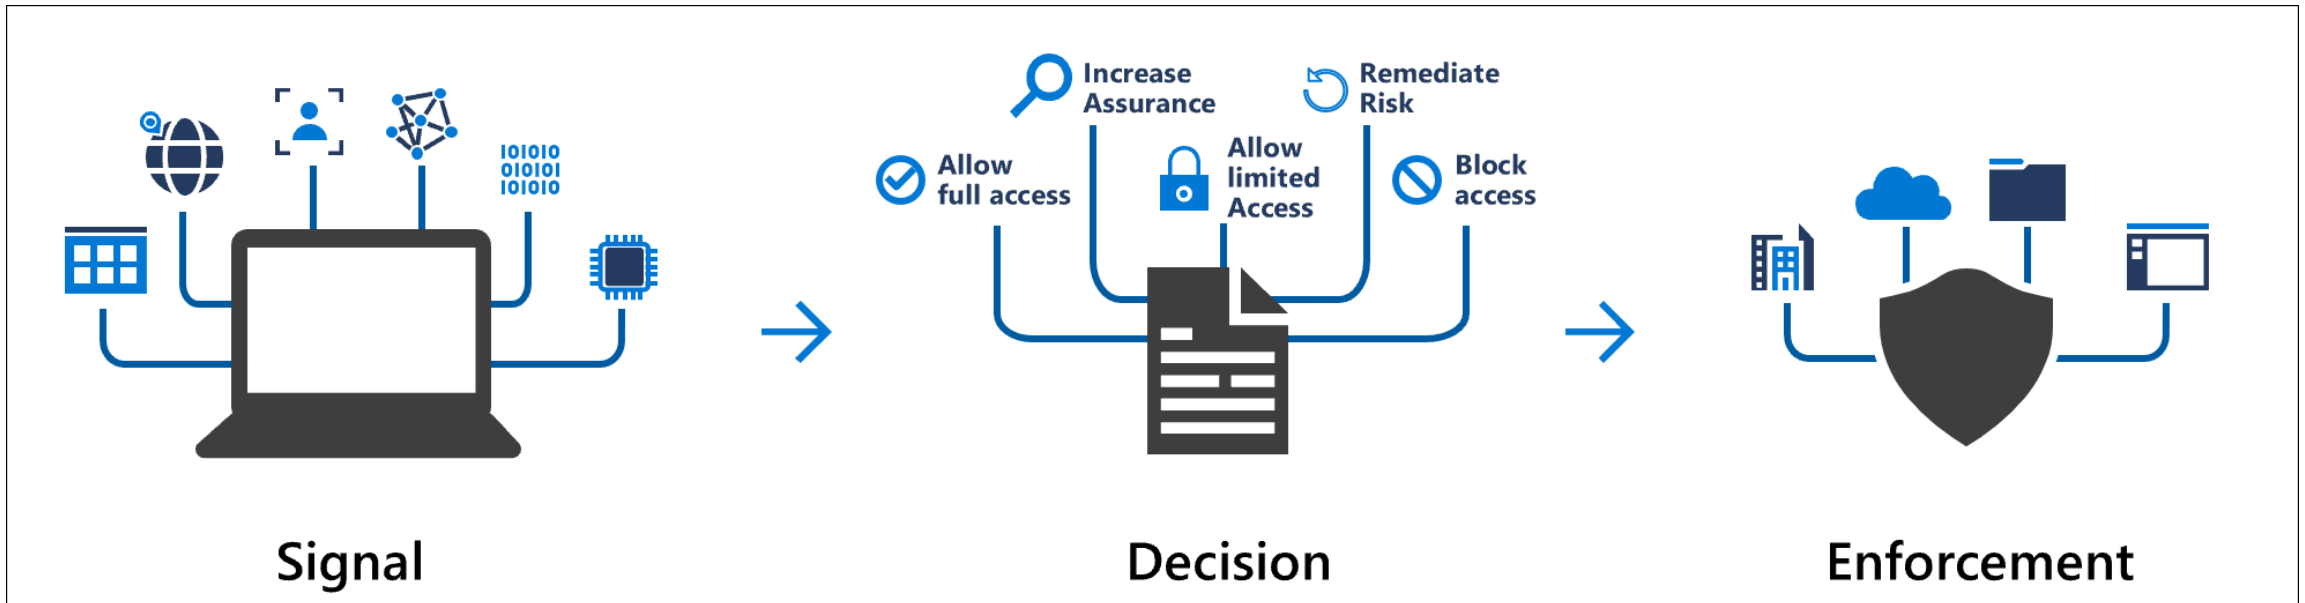 Increase
Assurance
Remediate
Risk
Allow
full access
Allow
limited
Access
Block
access
101010
010101
101010
Signal
Decision
Enforcement